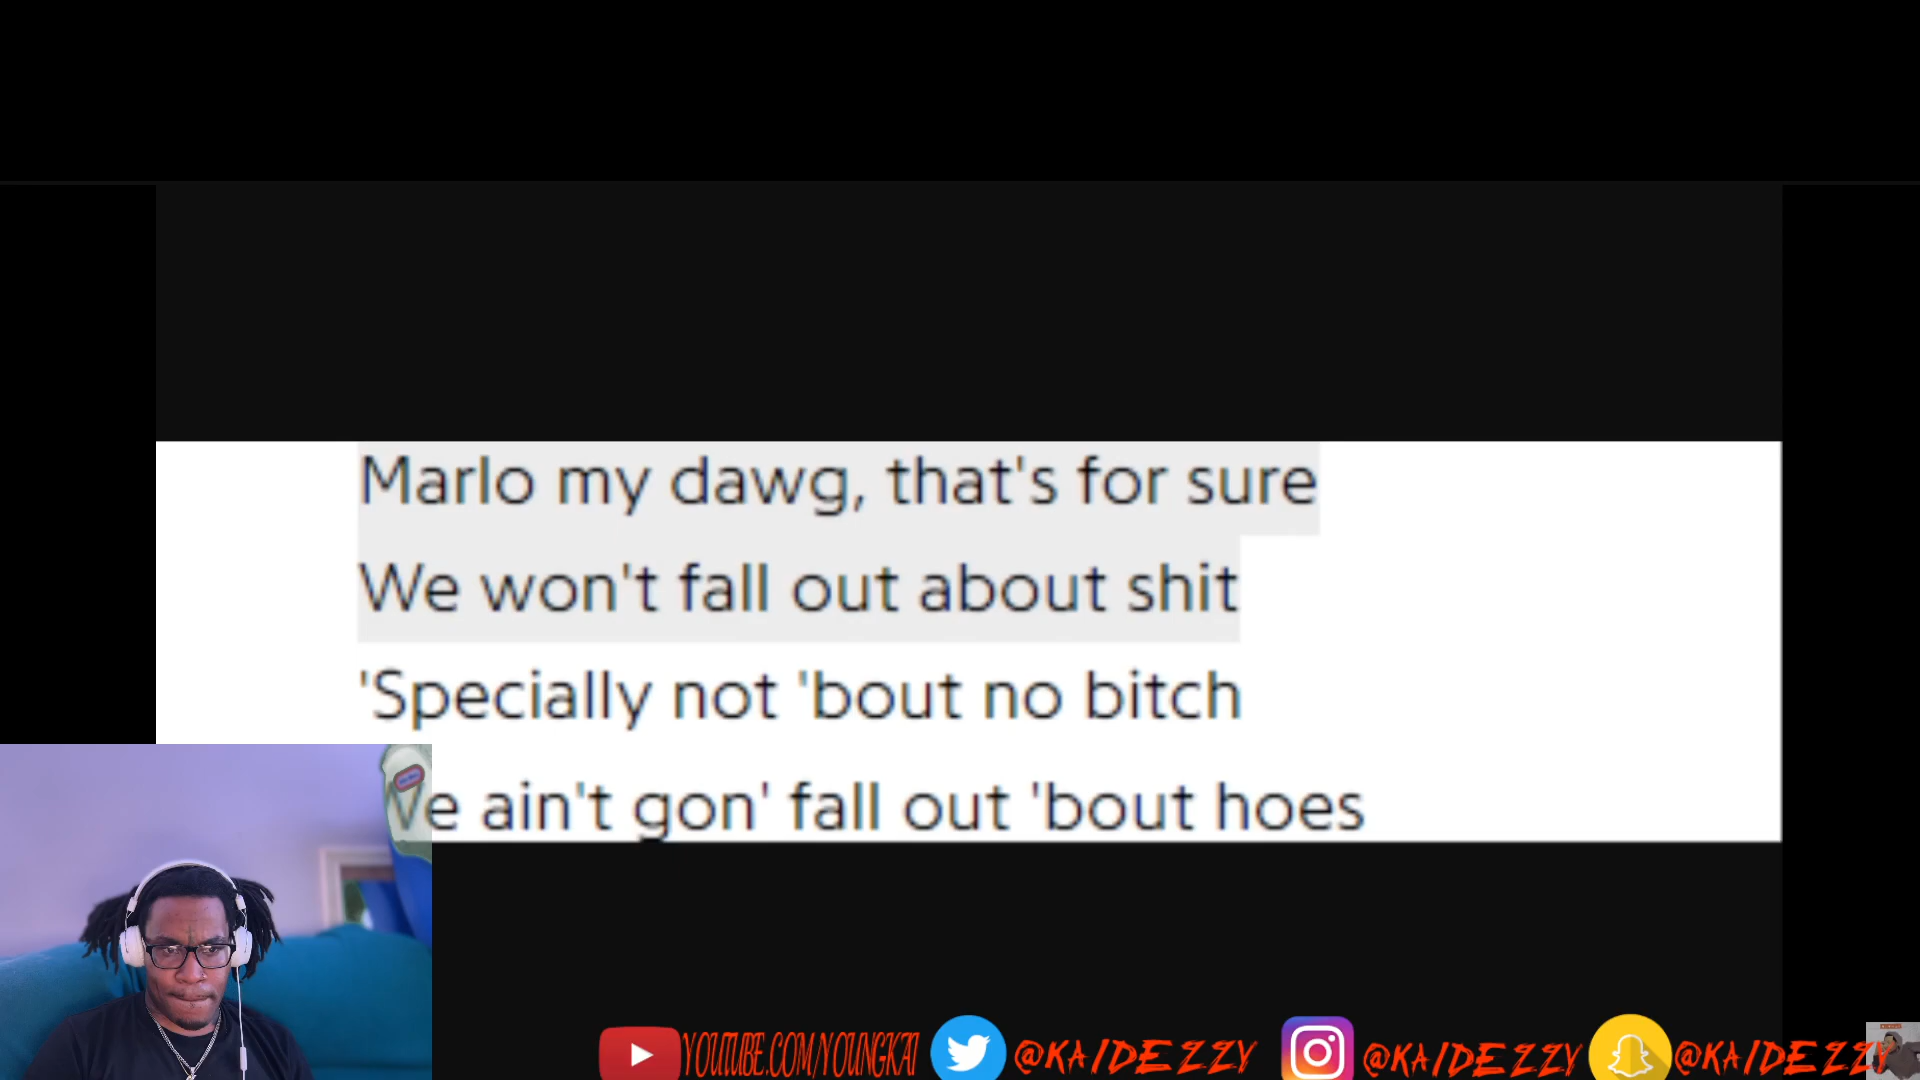 Marlo my dawg, that's for sure
We won't fall out about shit
'Specially not 'bout no bitch
We ain't gon' fall out 'bout hoes
YOUTUBE.COM/YOUNGKAI
@KAIDEZZY
@KAIDEZZY
@KAIDEZZY